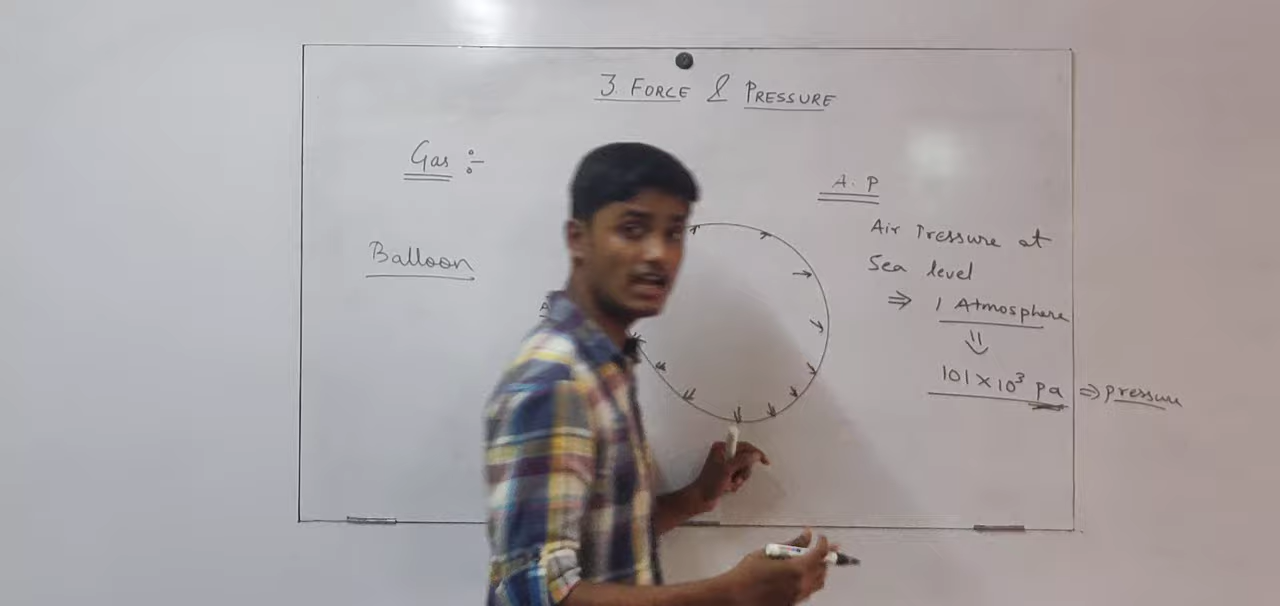 3. FORCE & PRESSURE
Gas :-
Balloon
A. P
Air Pressure at
Sea level
⇒ 1 Atmosphere
101 × 10³ pa ⇒ pressure